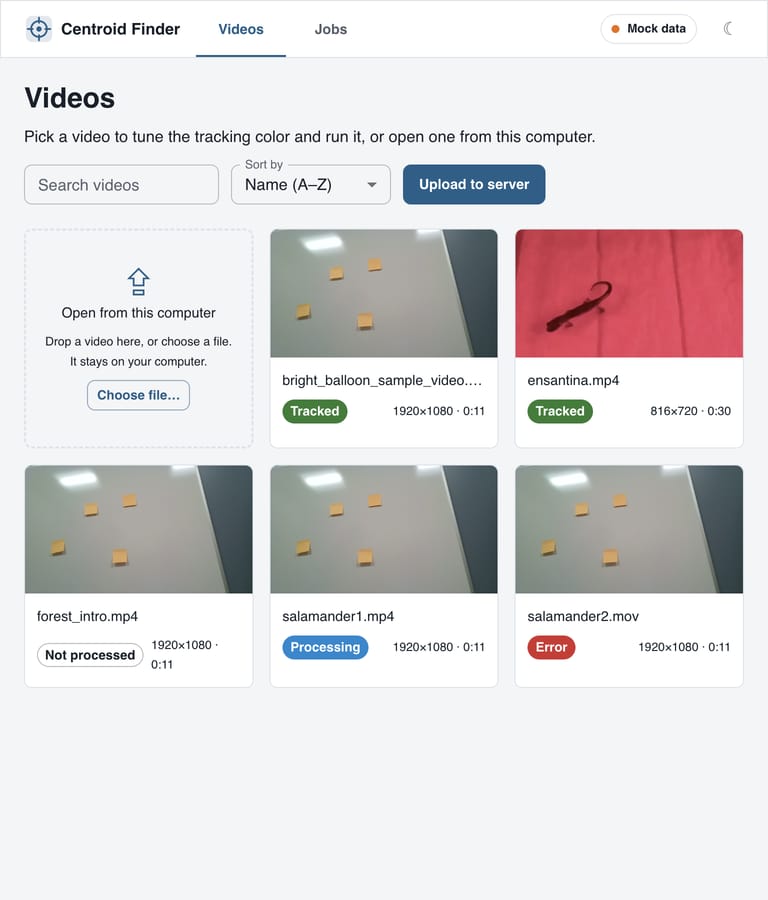 Centroid Finder
Videos
Jobs
Mock data
Videos
Pick a video to tune the tracking color and run it, or open one from this computer.
Search videos
Sort by
Name (A–Z)
Upload to server
Open from this computer
Drop a video here, or choose a file.
It stays on your computer.
Choose file…
bright_balloon_sample_video.…
Tracked
1920×1080 · 0:11
ensantina.mp4
Tracked
816×720 · 0:30
forest_intro.mp4
Not processed
1920×1080 ·
0:11
salamander1.mp4
Processing
1920×1080 · 0:11
salamander2.mov
Error
1920×1080 · 0:11